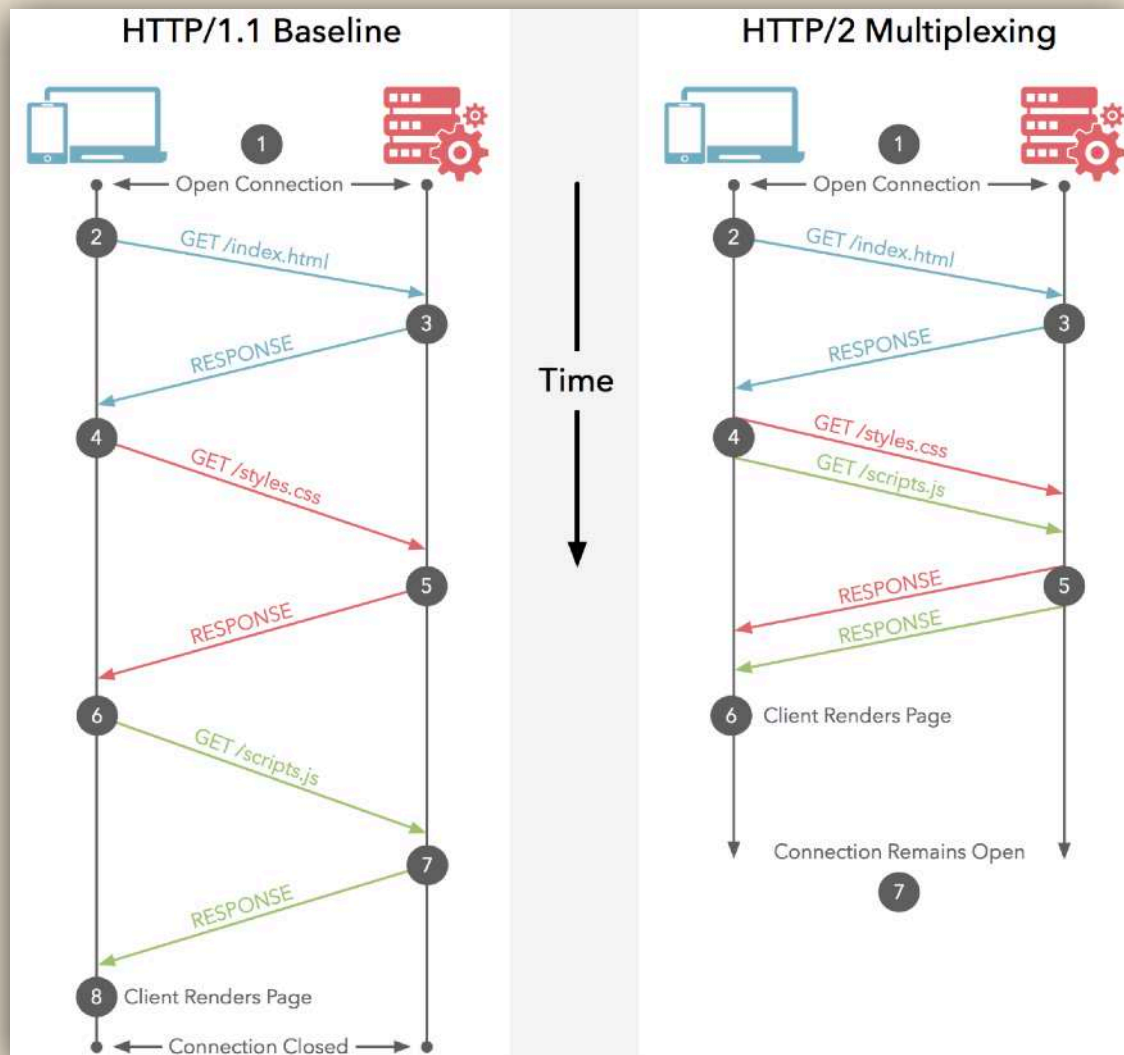 HTTP/1.1 Baseline
1
Open Connection
2
GET /index.html
3
RESPONSE
4
GET /styles.css
5
RESPONSE
6
GET /scripts.js
7
RESPONSE
8
Client Renders Page
Connection Closed
Time
HTTP/2 Multiplexing
1
Open Connection
2
GET /index.html
3
RESPONSE
4
GET /styles.css
GET /scripts.js
5
RESPONSE
RESPONSE
6
Client Renders Page
Connection Remains Open
7